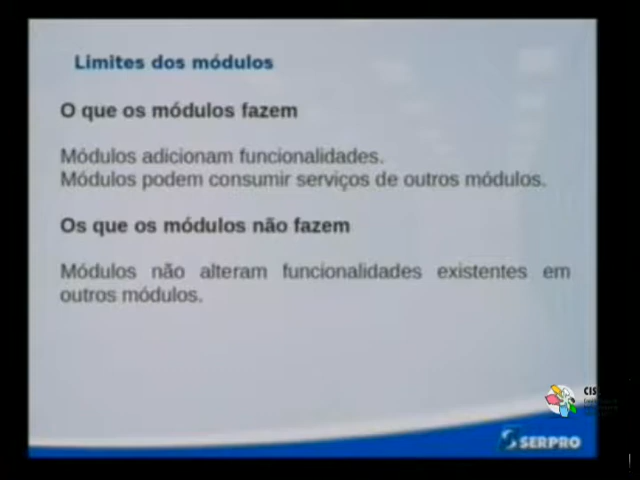 Limites dos módulos
O que os módulos fazem
Módulos adicionam funcionalidades.
Módulos podem consumir serviços de outros módulos.
Os que os módulos não fazem
Módulos não alteram funcionalidades existentes em
outros módulos.
CIS
SERPRO